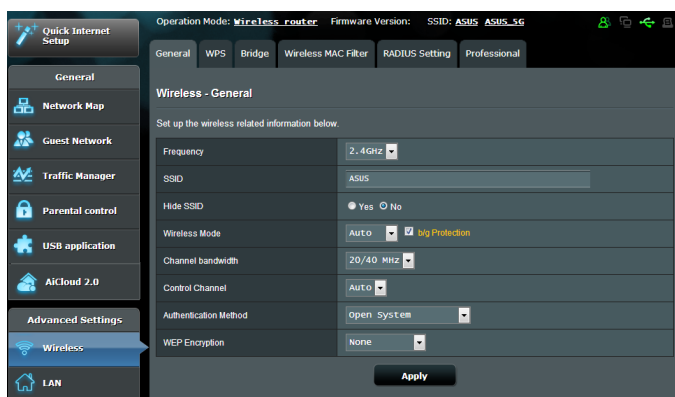 Quick Internet
Setup
Operation Mode: Wireless router Firmware Version: SSID: ASUS ASUS_5G
General WPS Bridge Wireless MAC Filter RADIUS Setting Professional
General
Network Map
Guest Network
Traffic Manager
Parental control
USB application
AiCloud 2.0
Advanced Settings
Wireless
LAN
Wireless - General
Set up the wireless related information below.
Frequency 2.4GHz
SSID ASUS
Hide SSID Yes No
Wireless Mode Auto b/g Protection
Channel bandwidth 20/40 MHz
Control Channel Auto
Authentication Method Open System
WEP Encryption None
Apply